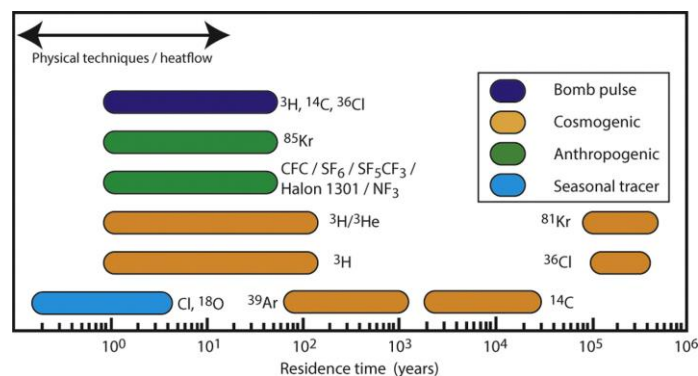 Physical techniques / heatflow
³H, ¹⁴C, ³⁶Cl
⁸⁵Kr
CFC / SF₆ / SF₅CF₃ /
Halon 1301 / NF₃
³H/³He
³H
Cl, ¹⁸O
³⁹Ar
¹⁴C
⁸¹Kr
³⁶Cl
Bomb pulse
Cosmogenic
Anthropogenic
Seasonal tracer
10⁰ 10¹ 10² 10³ 10⁴ 10⁵ 10⁶
Residence time (years)